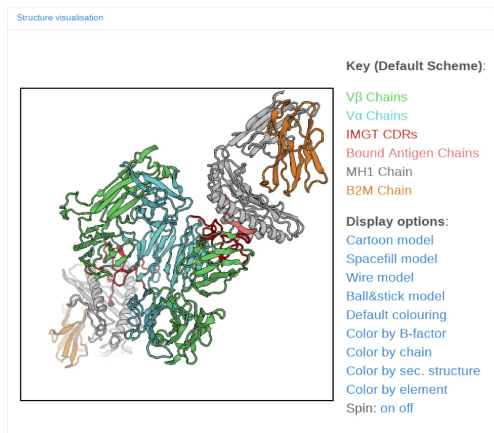 Structure visualisation
Key (Default Scheme):
Vβ Chains
Vα Chains
IMGT CDRs
Bound Antigen Chains
MH1 Chain
B2M Chain
Display options:
Cartoon model
Spacefill model
Wire model
Ball&stick model
Default colouring
Color by B-factor
Color by chain
Color by sec. structure
Color by element
Spin: on off